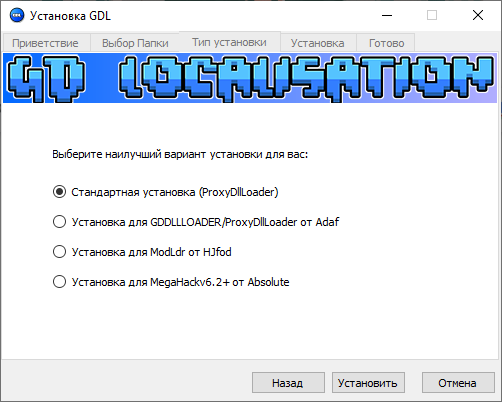 Установка GDL
Приветствие Выбор Папки Тип установки Установка Готово
GD LOCALISATION
Выберите наилучший вариант установки для вас:
Стандартная установка (ProxyDllLoader)
Установка для GDDLLLOADER/ProxyDllLoader от Adaf
Установка для ModLdr от HJfod
Установка для MegaHackv6.2+ от Absolute
Назад Установить Отмена